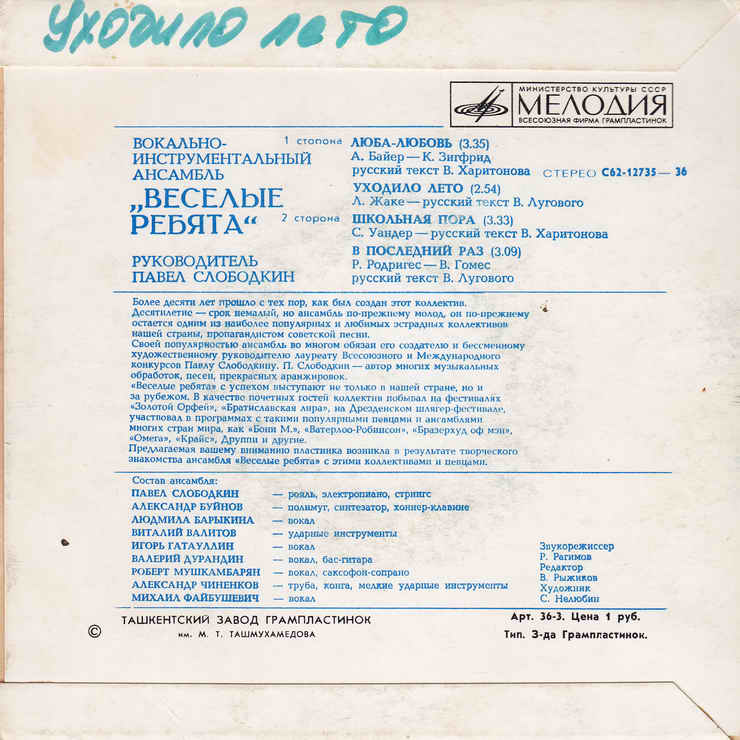 Уходило лето
МИНИСТЕРСТВО КУЛЬТУРЫ СССР
МЕЛОДИЯ
ВСЕСОЮЗНАЯ ФИРМА ГРАМПЛАСТИНОК
ВОКАЛЬНО-
ИНСТРУМЕНТАЛЬНЫЙ
АНСАМБЛЬ
„ВЕСЕЛЫЕ
РЕБЯТА“
РУКОВОДИТЕЛЬ
ПАВЕЛ СЛОБОДКИН
1 стопона ЛЮБА-ЛЮБОВЬ (3.35)
А. Байер — К. Зигфрид
русский текст В. Харитонова
СТЕРЕО С62-12735 — 36
УХОДИЛО ЛЕТО (2.54)
Л. Жаке — русский текст В. Лугового
2 сторона ШКОЛЬНАЯ ПОРА (3.33)
С. Уандер — русский текст В. Харитонова
В ПОСЛЕДНИЙ РАЗ (3.09)
Р. Родригес — В. Гомес
русский текст В. Лугового
Более десяти лет прошло с тех пор, как был создан этот коллектив.
Десятилетие — срок немалый, но ансамбль по-прежнему молод, он по-прежнему
остается одним из наиболее популярных и любимых эстрадных коллективов
нашей страны, пропагандистом советской песни.
Своей популярностью ансамбль во многом обязан его создателю и бессменному
художественному руководителю лауреату Всесоюзного и Международного
конкурсов Павлу Слободкину. П. Слободкин — автор многих музыкальных
обработок, песен, прекрасных аранжировок.
«Веселые ребята» с успехом выступают не только в нашей стране, но и
за рубежом. В качестве почетных гостей коллектив побывал на фестивалях
«Золотой Орфей», «Братиславская лира», на Дрезденском шлягер-фестивале,
участвовал в программах с такими популярными певцами и ансамблями
многих стран мира, как «Бони М.», «Ватерлоо-Робинсон», «Бразерхуд оф мэн»,
«Омега», «Крайс», Друппи и другие.
Предлагаемая вашему вниманию пластинка возникла в результате творческого
знакомства ансамбля «Веселые ребята» с этими коллективами и певцами.
Состав ансамбля:
ПАВЕЛ СЛОБОДКИН — рояль, электропиано, стрингс
АЛЕКСАНДР БУЙНОВ — полимуг, синтезатор, хоннер-клавине
ЛЮДМИЛА БАРЫКИНА — вокал
ВИТАЛИЙ ВАЛИТОВ — ударные инструменты
ИГОРЬ ГАТАУЛЛИН — вокал
ВАЛЕРИЙ ДУРАНДИН — вокал, бас-гитара
РОБЕРТ МУШКАМБАРЯН — вокал, саксофон-сопрано
АЛЕКСАНДР ЧИНЕНКОВ — труба, конга, мелкие ударные инструменты
МИХАИЛ ФАЙБУШЕВИЧ — вокал
Звукорежиссер
Р. Рагимов
Редактор
В. Рыжиков
Художник
С. Нелюбин
© ТАШКЕНТСКИЙ ЗАВОД ГРАМПЛАСТИНОК
им. М. Т. ТАШМУХАМЕДОВА
Арт. 36-3. Цена 1 руб.
Тип. З-да Грампластинок.